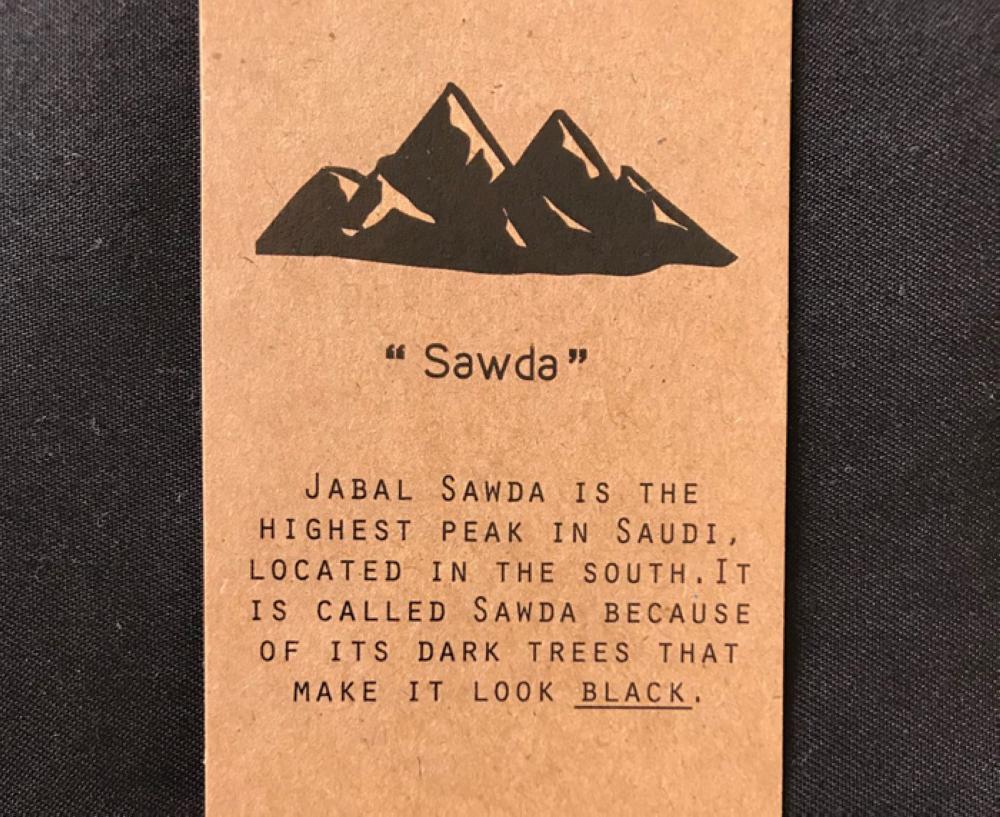 “ Sawda ”
Jabal Sawda is the
highest peak in Saudi,
located in the south.It
is called Sawda because
of its dark trees that
make it look black.